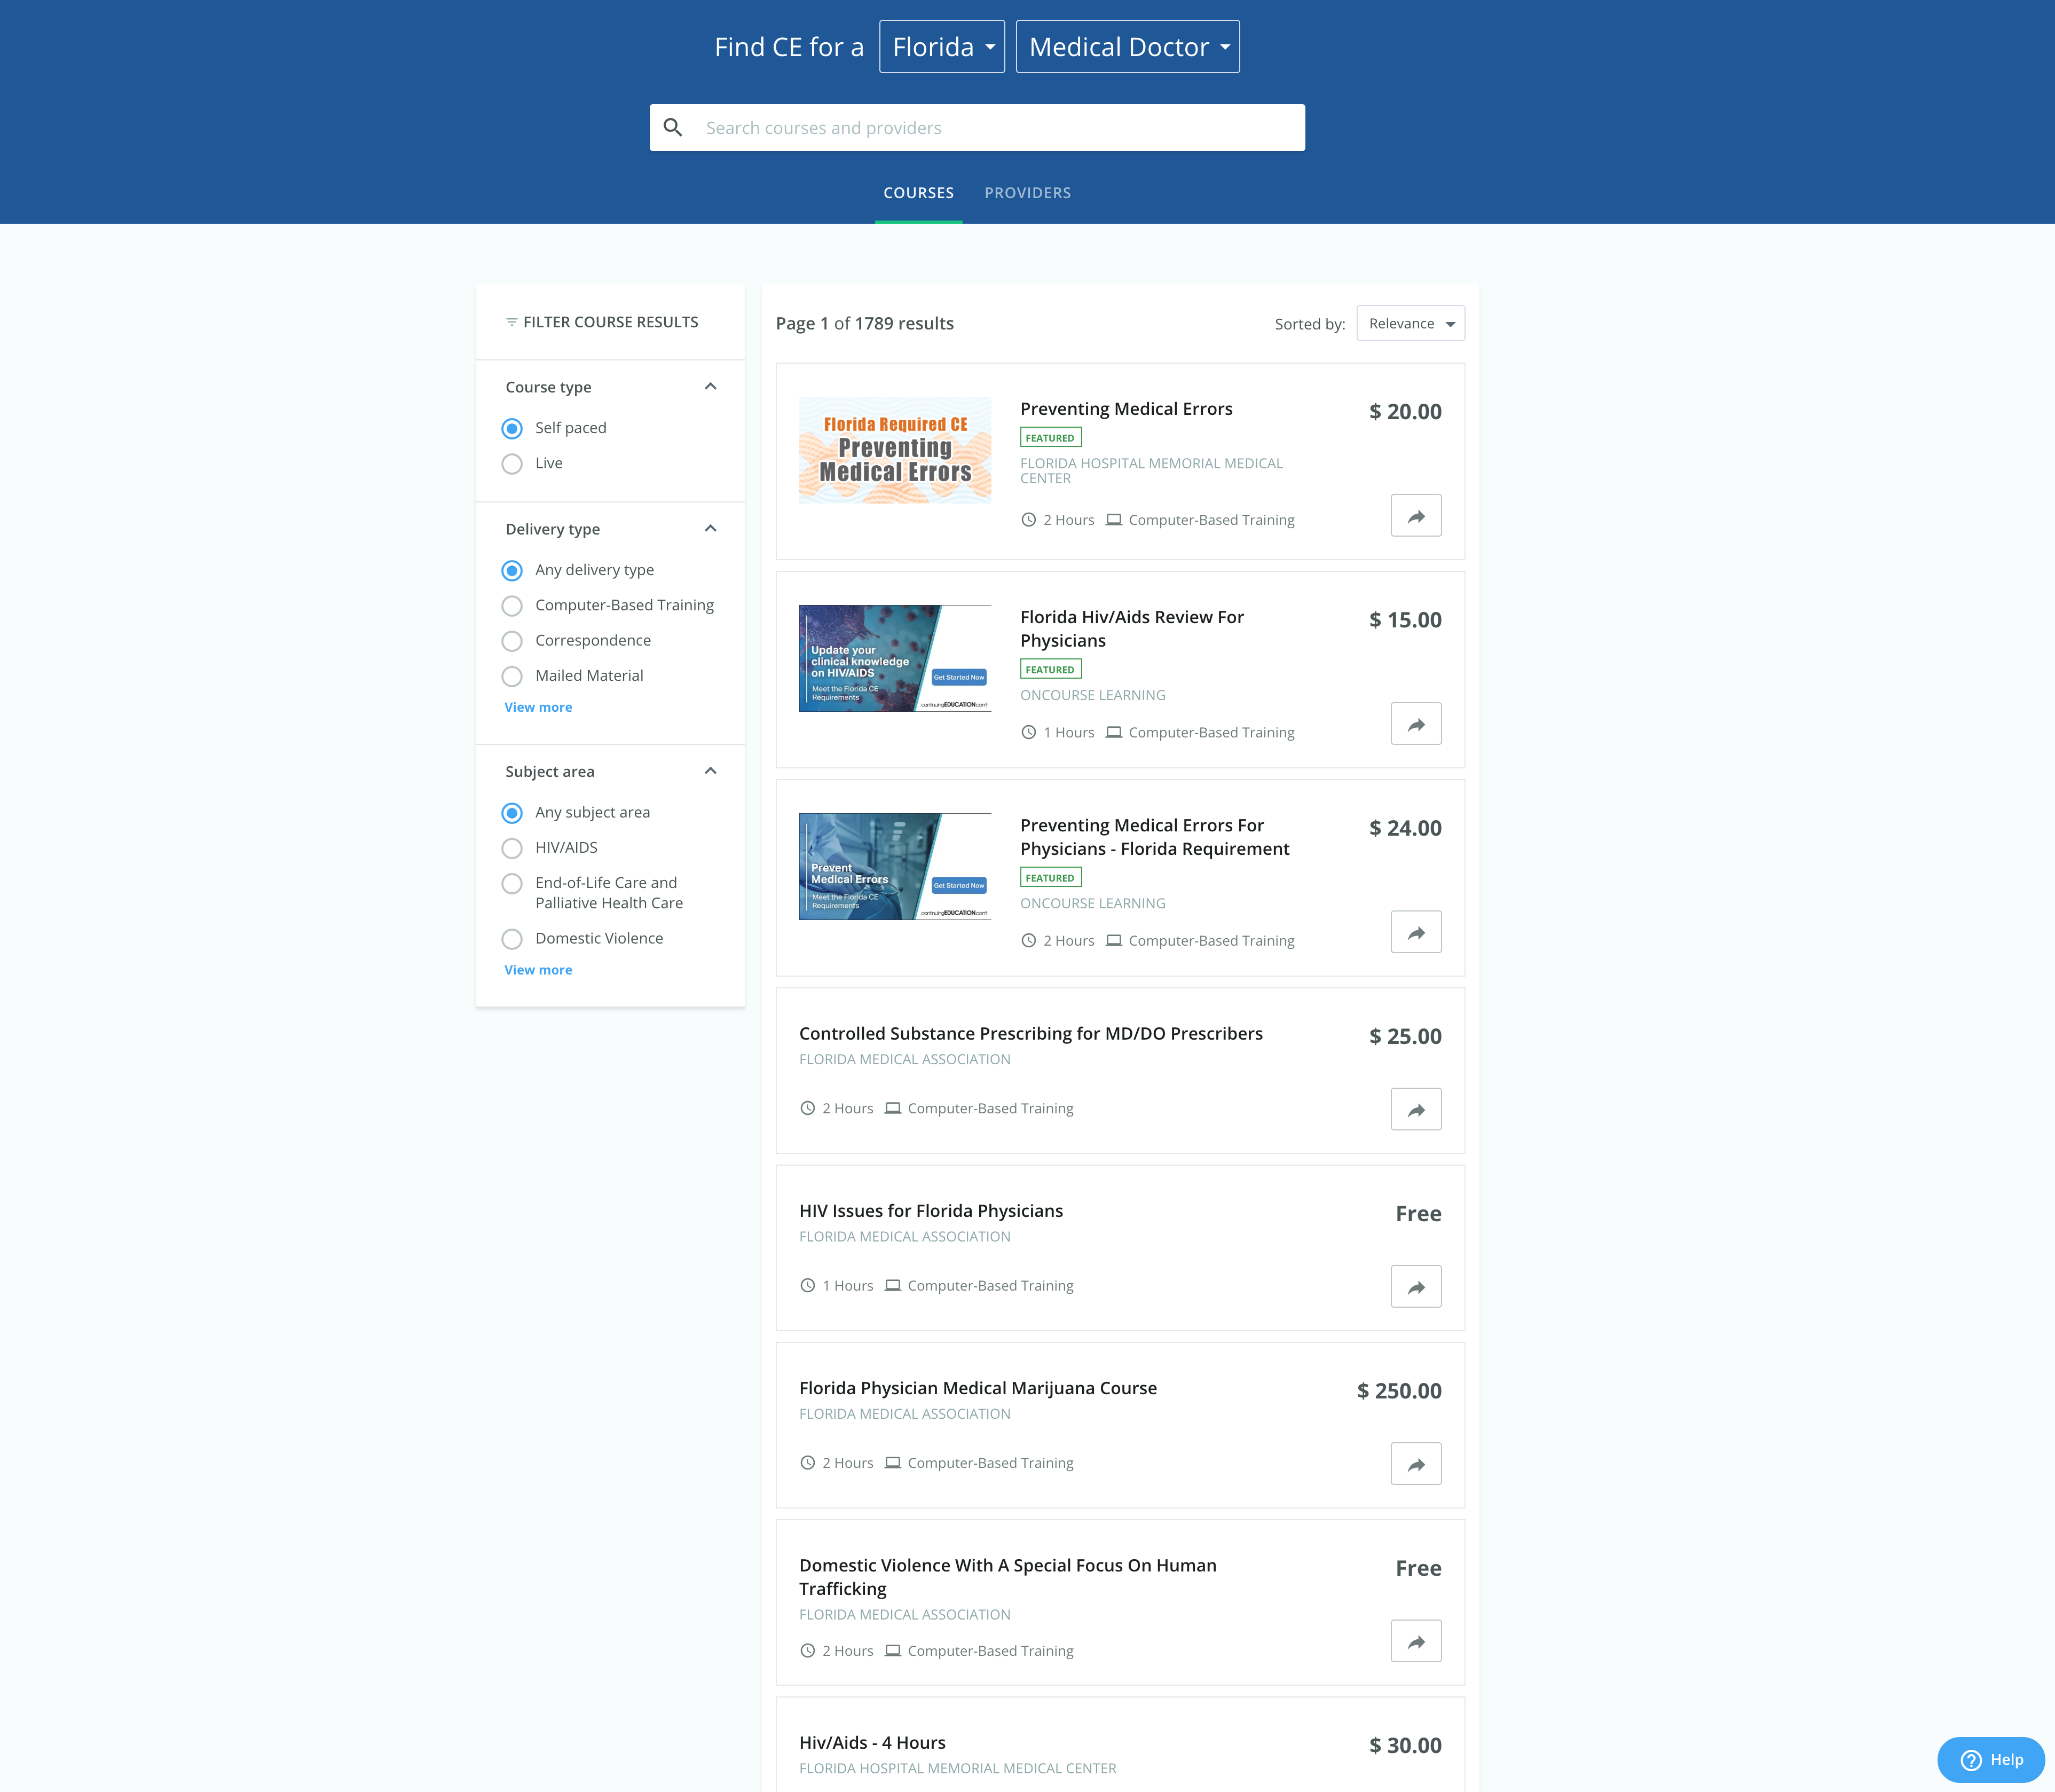 Find CE for a Florida Medical Doctor
Search courses and providers
COURSES PROVIDERS
FILTER COURSE RESULTS
Course type
Self paced
Live
Delivery type
Any delivery type
Computer-Based Training
Correspondence
Mailed Material
View more
Subject area
Any subject area
HIV/AIDS
End-of-Life Care and
Palliative Health Care
Domestic Violence
View more
Page 1 of 1789 results
Sorted by: Relevance
Florida Required CE
Preventing
Medical Errors
Preventing Medical Errors
$ 20.00
FEATURED
FLORIDA HOSPITAL MEMORIAL MEDICAL
CENTER
2 Hours Computer-Based Training
Update your
clinical knowledge
on HIV/AIDS
Meet the Florida CE
Requirements
Get Started Now
continuingEDUCATION.com
Florida Hiv/Aids Review For
Physicians
$ 15.00
FEATURED
ONCOURSE LEARNING
1 Hours Computer-Based Training
Prevent
Medical Errors
Meet the Florida CE
Requirements
Get Started Now
continuingEDUCATION.com
Preventing Medical Errors For
Physicians - Florida Requirement
$ 24.00
FEATURED
ONCOURSE LEARNING
2 Hours Computer-Based Training
Controlled Substance Prescribing for MD/DO Prescribers
$ 25.00
FLORIDA MEDICAL ASSOCIATION
2 Hours Computer-Based Training
HIV Issues for Florida Physicians
Free
FLORIDA MEDICAL ASSOCIATION
1 Hours Computer-Based Training
Florida Physician Medical Marijuana Course
$ 250.00
FLORIDA MEDICAL ASSOCIATION
2 Hours Computer-Based Training
Domestic Violence With A Special Focus On Human
Trafficking
Free
FLORIDA MEDICAL ASSOCIATION
2 Hours Computer-Based Training
Hiv/Aids - 4 Hours
$ 30.00
FLORIDA HOSPITAL MEMORIAL MEDICAL CENTER
Help